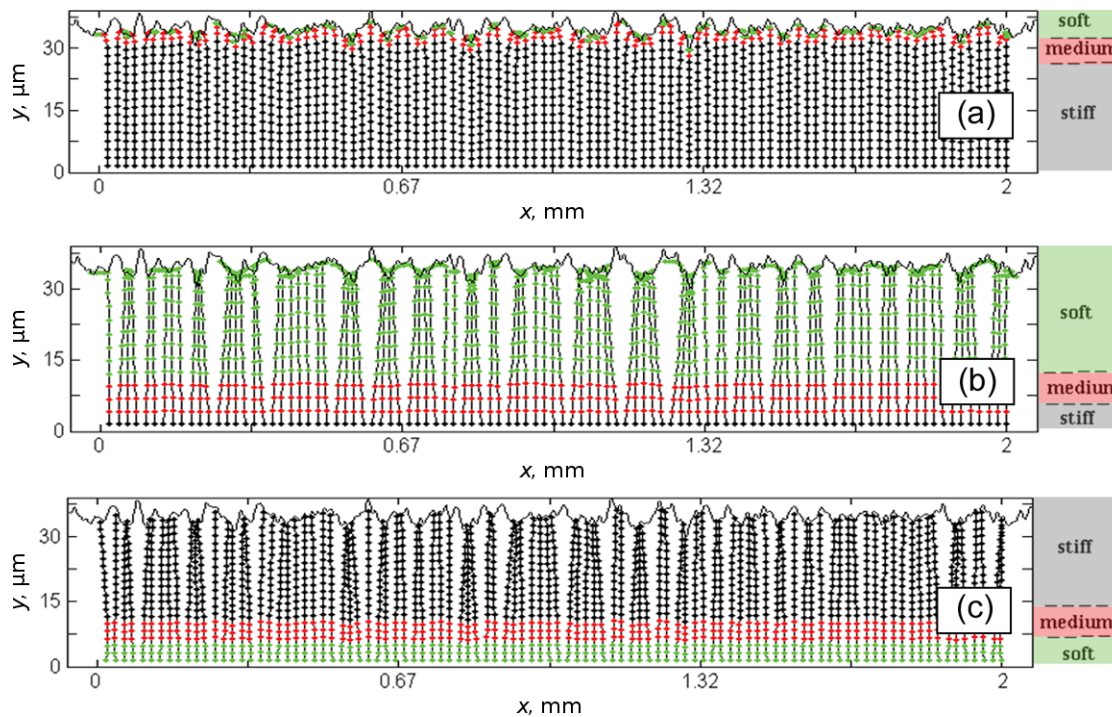 soft
30
medium
y, μm
15
stiff
(a)
0
0
0.67
1.32
2
x, mm
30
y, μm
soft
15
(b)
medium
0
stiff
0
0.67
1.32
2
x, mm
30
stiff
y, μm
15
(c)
medium
0
soft
0
0.67
1.32
2
x, mm